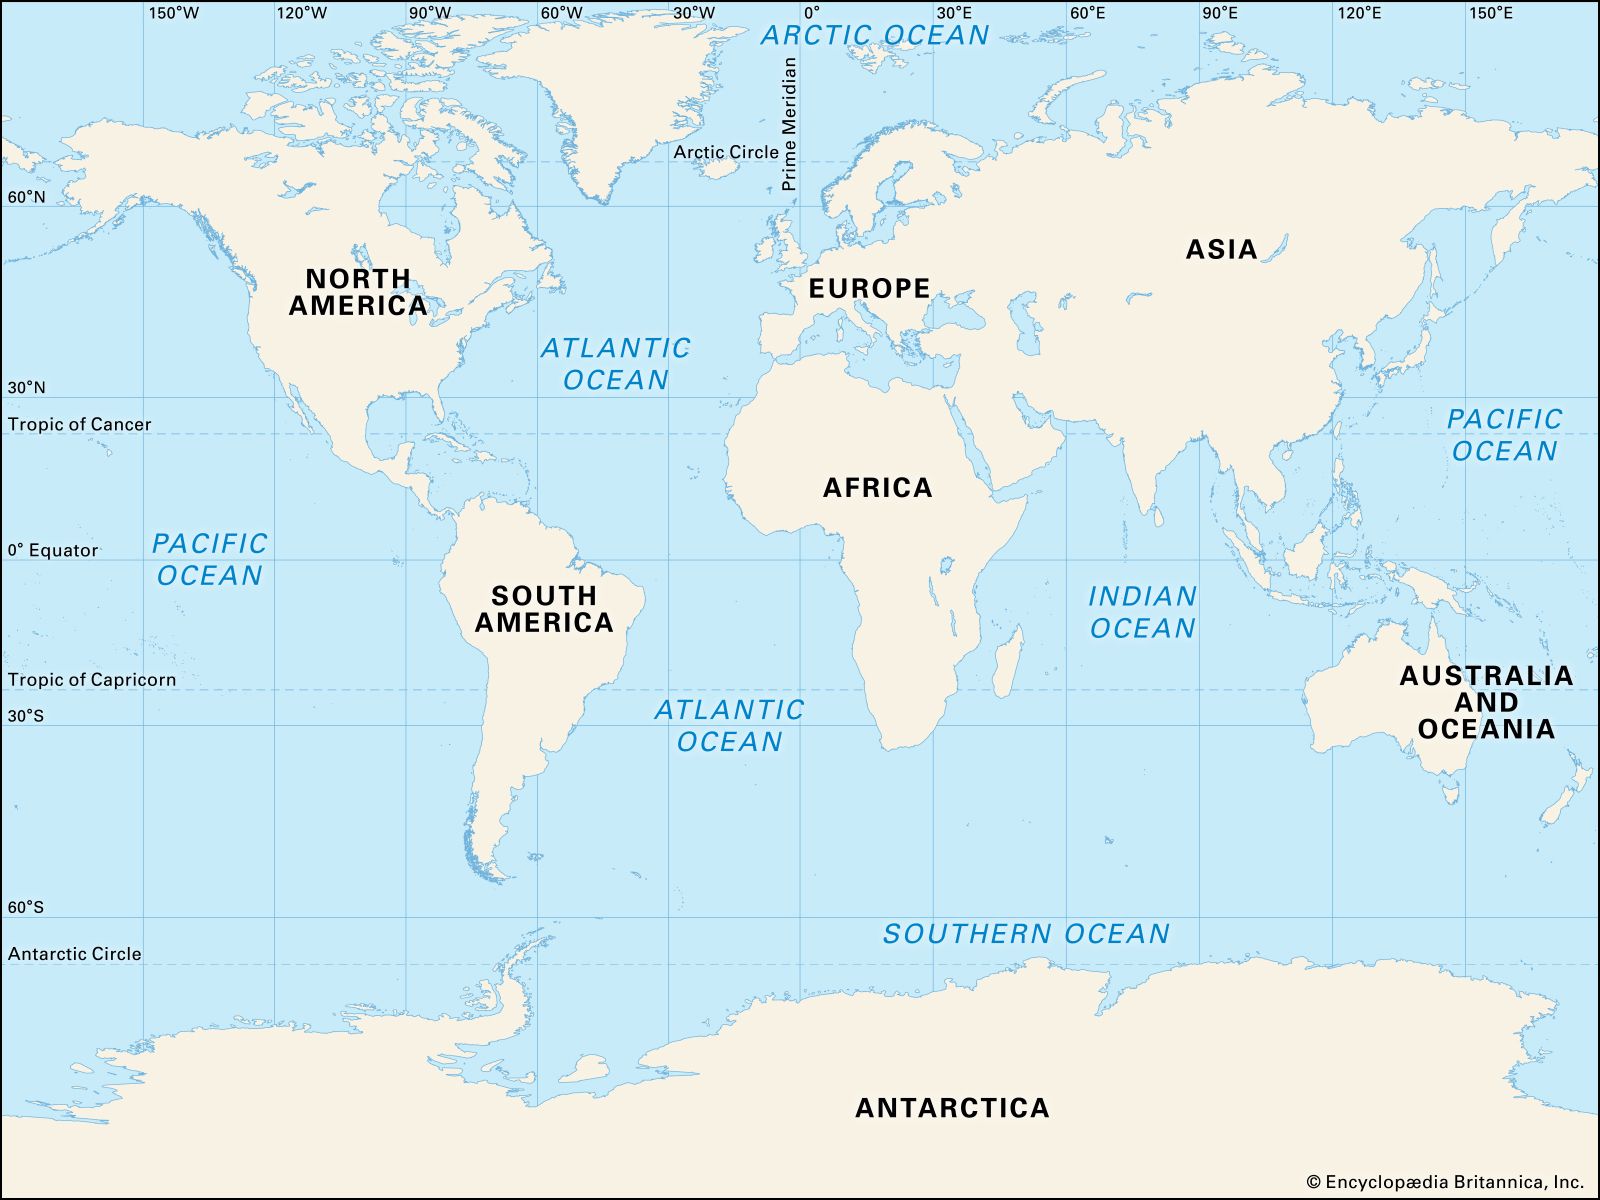 150°W 120°W 90°W 60°W 30°W 0° 30°E 60°E 90°E 120°E 150°E
ARCTIC OCEAN
Prime Meridian
Arctic Circle
60°N
ASIA
NORTH
AMERICA
EUROPE
ATLANTIC
OCEAN
30°N
Tropic of Cancer
PACIFIC
OCEAN
AFRICA
0° Equator
PACIFIC
OCEAN
SOUTH
AMERICA
INDIAN
OCEAN
Tropic of Capricorn
AUSTRALIA
AND
OCEANIA
30°S
ATLANTIC
OCEAN
60°S
SOUTHERN OCEAN
Antarctic Circle
ANTARCTICA
© Encyclopædia Britannica, Inc.